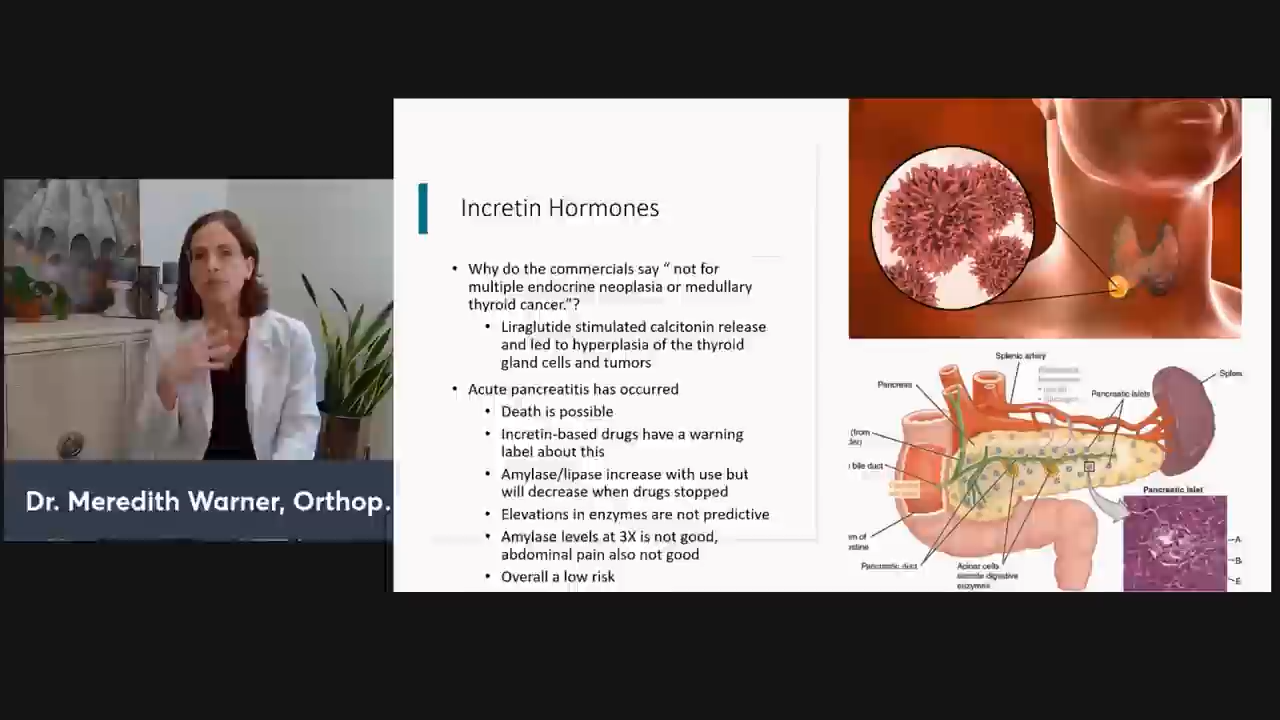 Incretin Hormones
• Why do the commercials say “ not for
multiple endocrine neoplasia or medullary
thyroid cancer.”?
• Liraglutide stimulated calcitonin release
and led to hyperplasia of the thyroid
gland cells and tumors
• Acute pancreatitis has occurred
• Death is possible
• Incretin-based drugs have a warning
label about this
• Amylase/lipase increase with use but
will decrease when drugs stopped
• Elevations in enzymes are not predictive
• Amylase levels at 3X is not good,
abdominal pain also not good
• Overall a low risk
Dr. Meredith Warner, Orthop.
Splenic artery
Pancreas
Pancreatic islets
Spleen
(from
bile duct
Pancreatic islet
A
B
E
Pancreatic duct
Acinar cells
secrete digestive
enzymes